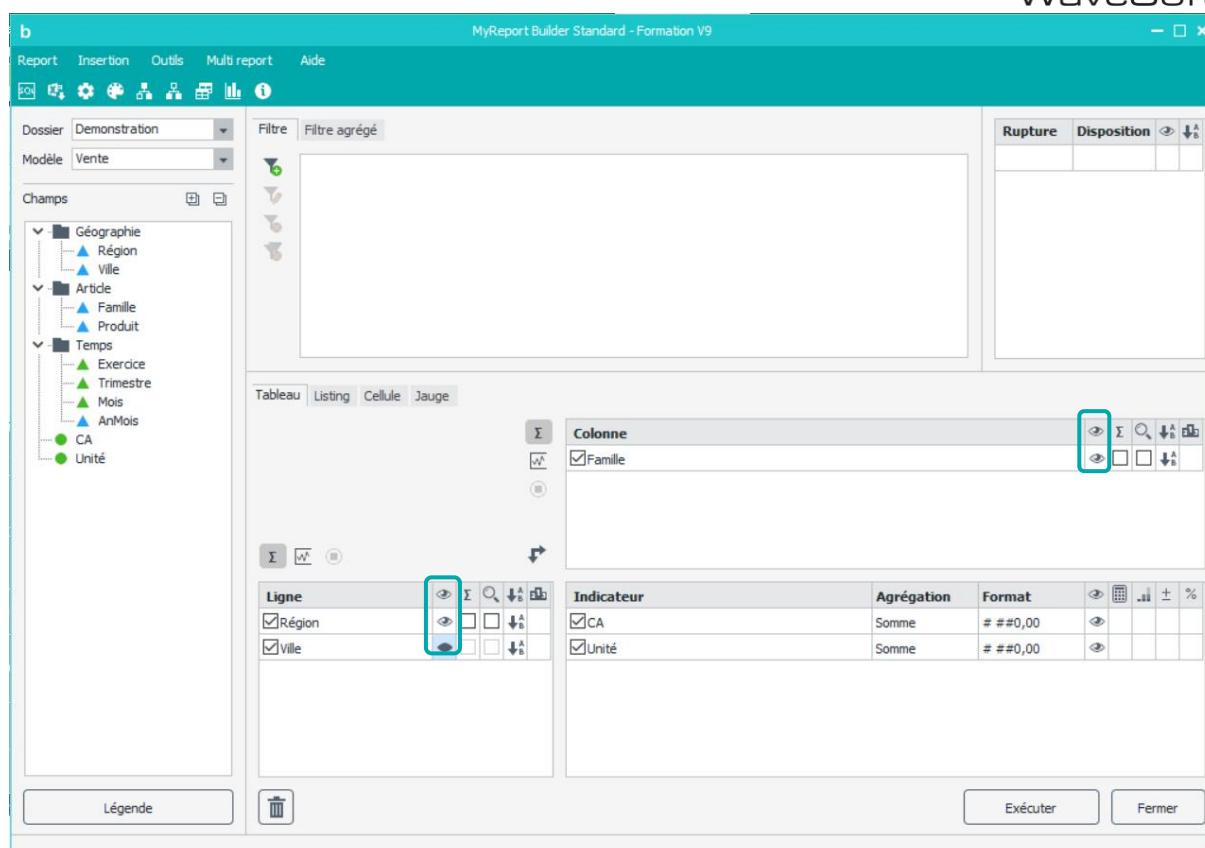 MyReport Builder Standard - Formation V9
Report Insertion Outils Multi report Aide
Dossier Demonstration
Modèle Vente
Champs
Géographie
Région
Ville
Article
Famille
Produit
Temps
Exercice
Trimestre
Mois
AnMois
CA
Unité
Légende
Filtre Filtre agrégé
Rupture Disposition
Tableau Listing Cellule Jauge
Colonne
Famille
Ligne
Région
Ville
Indicateur Agrégation Format
CA Somme # ##0,00
Unité Somme # ##0,00
Exécuter Fermer